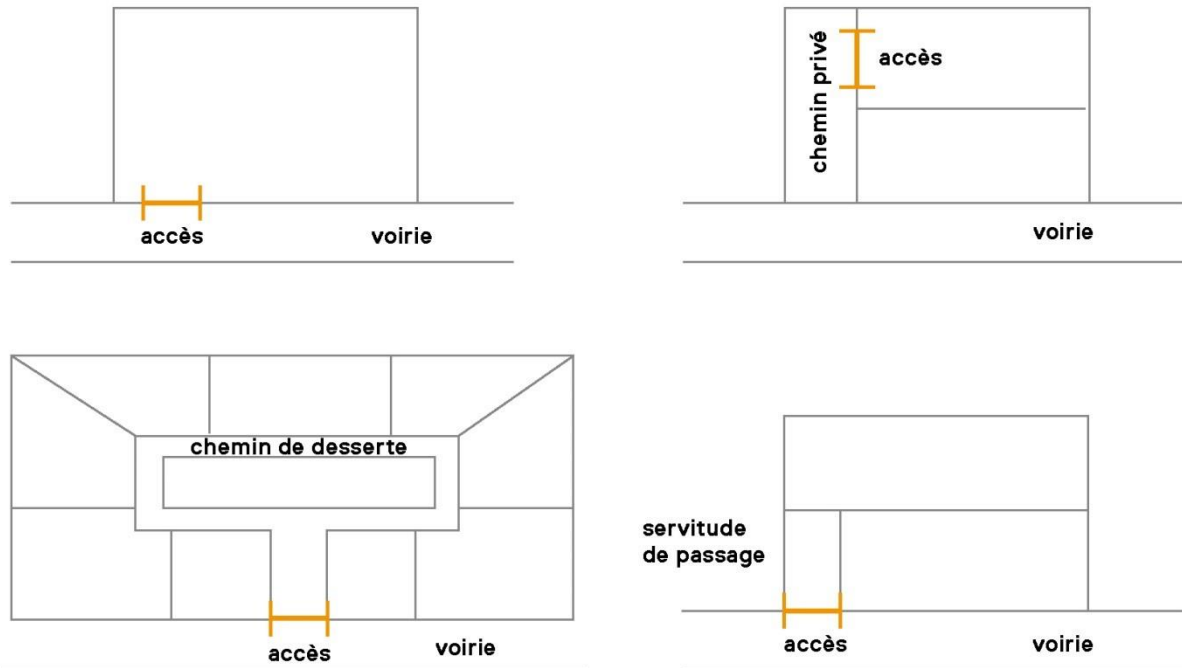 accès
voirie
chemin privé
accès
voirie
chemin de desserte
accès
voirie
servitude
de passage
accès
voirie